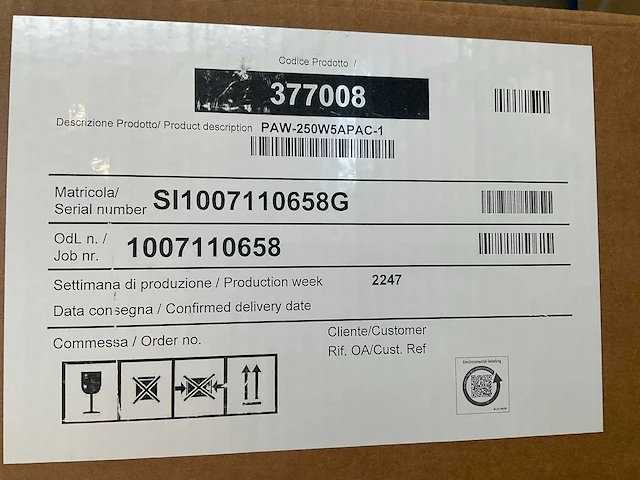 Codice Prodotto /
377008
Descrizione Prodotto/ Product description PAW-250W5APAC-1
Matricola/
Serial number SI1007110658G
OdL n. /
Job nr. 1007110658
Settimana di produzione / Production week 2247
Data consegna / Confirmed delivery date
Commessa / Order no.
Cliente/Customer
Rif. OA/Cust. Ref
Environmental labeling